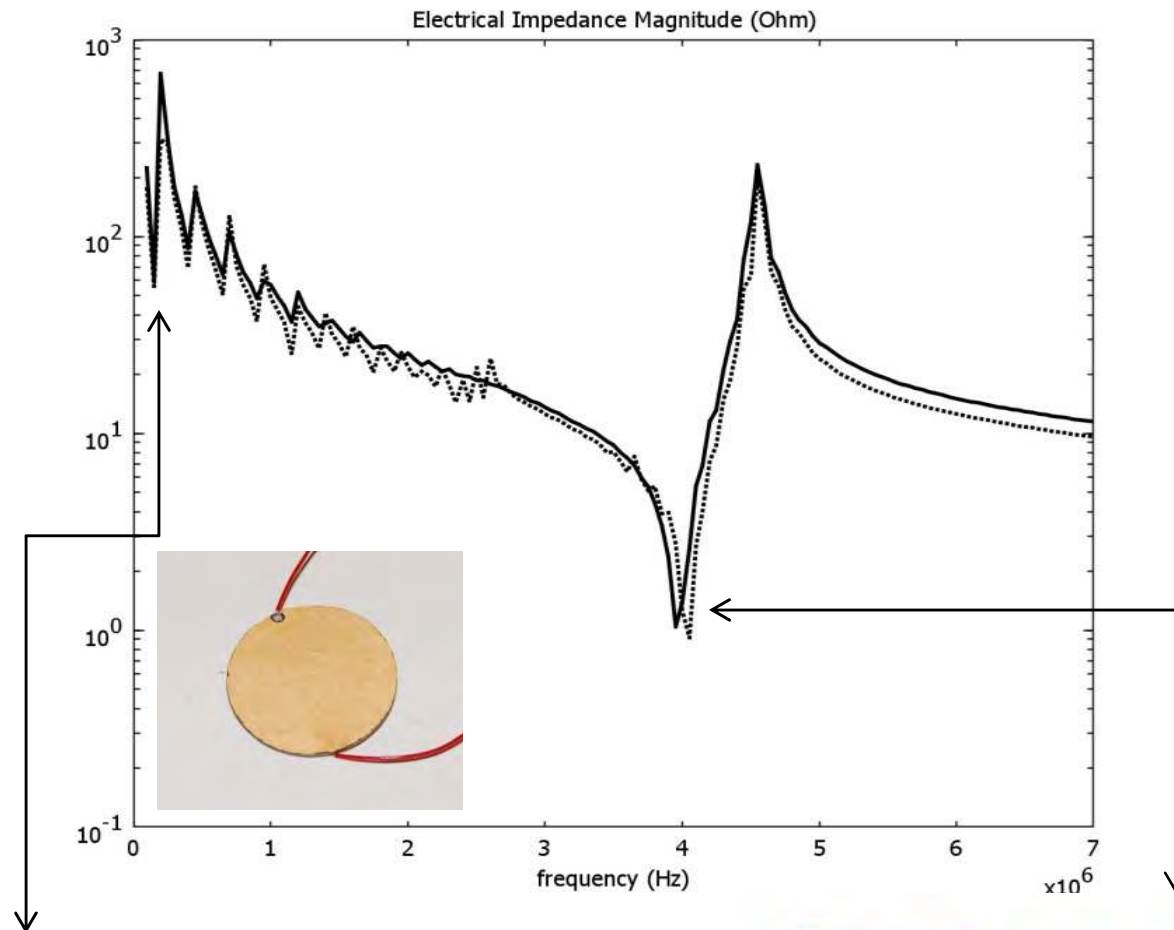 Electrical Impedance Magnitude (Ohm)
10^3
10^2
10^1
10^0
10^-1
0 1 2 3 4 5 6 7
frequency (Hz)
x10^6